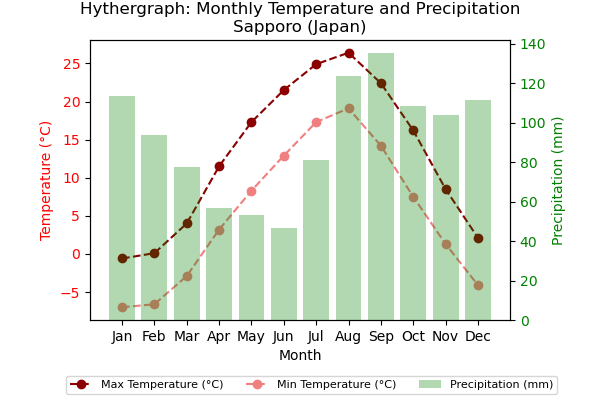 Hythergraph: Monthly Temperature and Precipitation
Sapporo (Japan)
Temperature (°C)
25
20
15
10
5
0
−5
140
120
100
80
60
40
20
0
Precipitation (mm)
Jan Feb Mar Apr May Jun Jul Aug Sep Oct Nov Dec
Month
Max Temperature (°C) Min Temperature (°C) Precipitation (mm)